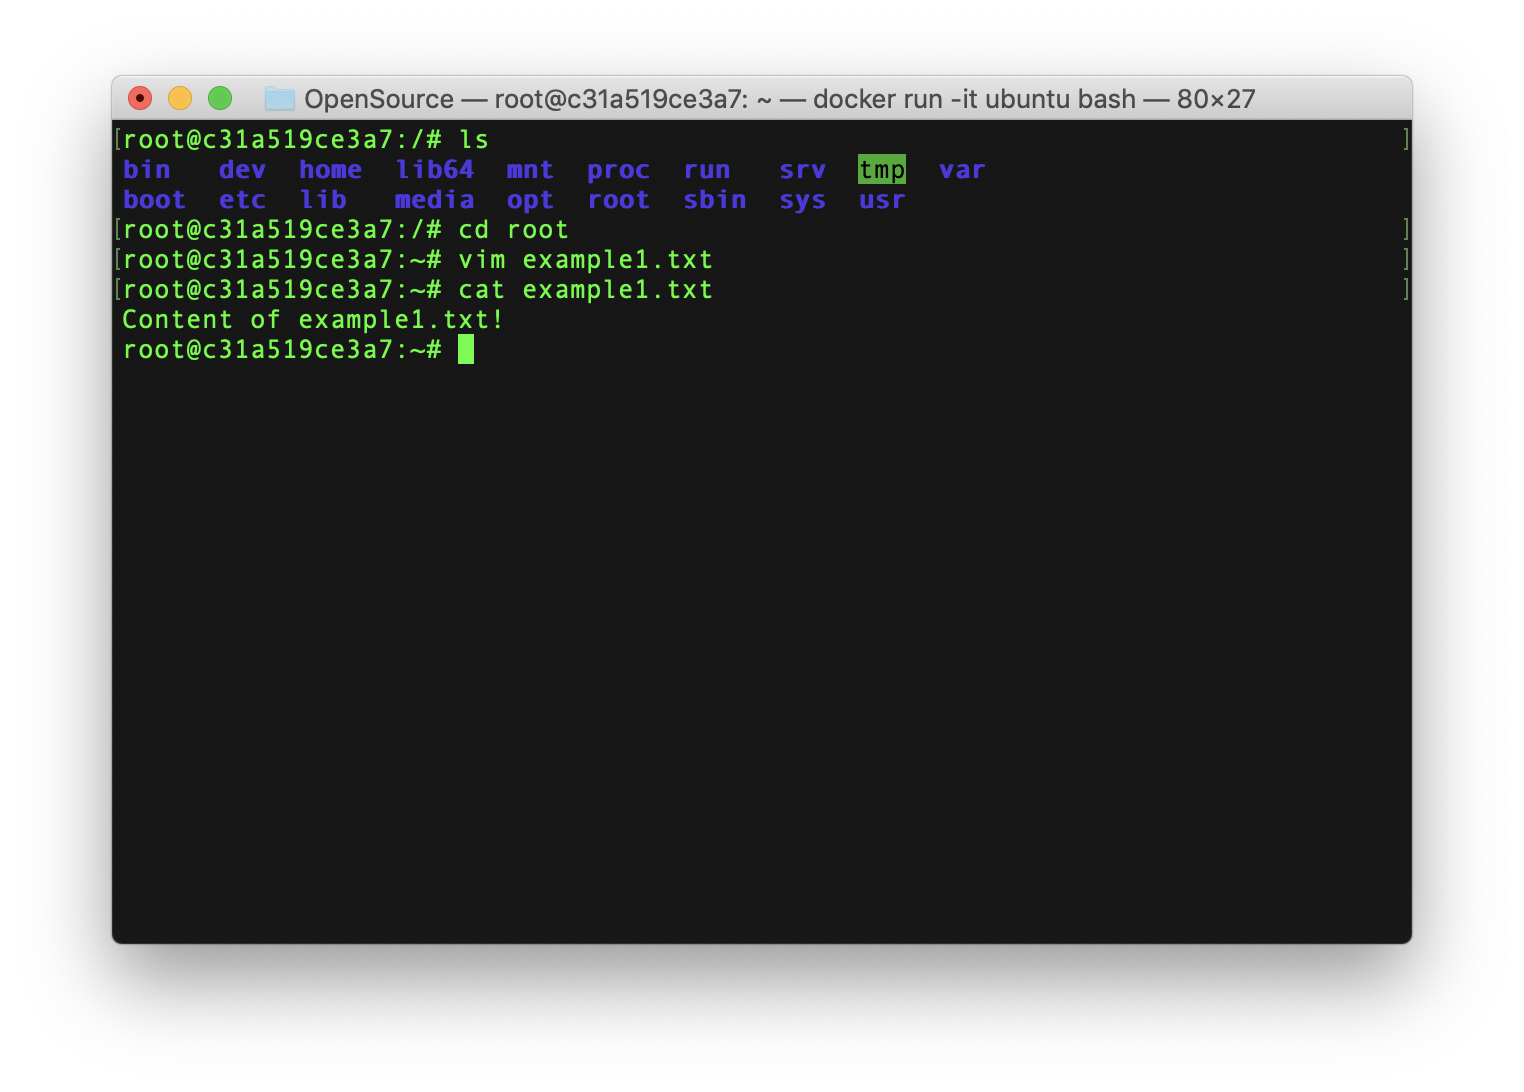 OpenSource — root@c31a519ce3a7: ~ — docker run -it ubuntu bash — 80×27
[root@c31a519ce3a7:/# ls ]
bin dev home lib64 mnt proc run srv tmp var
boot etc lib media opt root sbin sys usr
[root@c31a519ce3a7:/# cd root ]
[root@c31a519ce3a7:~# vim example1.txt ]
[root@c31a519ce3a7:~# cat example1.txt ]
Content of example1.txt!
root@c31a519ce3a7:~#